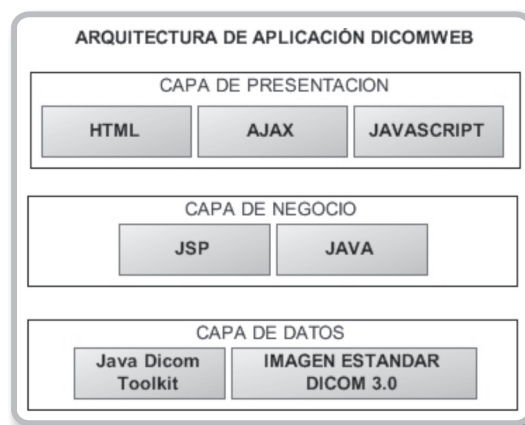 ARQUITECTURA DE APLICACIÓN DICOMWEB
CAPA DE PRESENTACION
HTML
AJAX
JAVASCRIPT
CAPA DE NEGOCIO
JSP
JAVA
CAPA DE DATOS
Java Dicom
Toolkit
IMAGEN ESTANDAR
DICOM 3.0